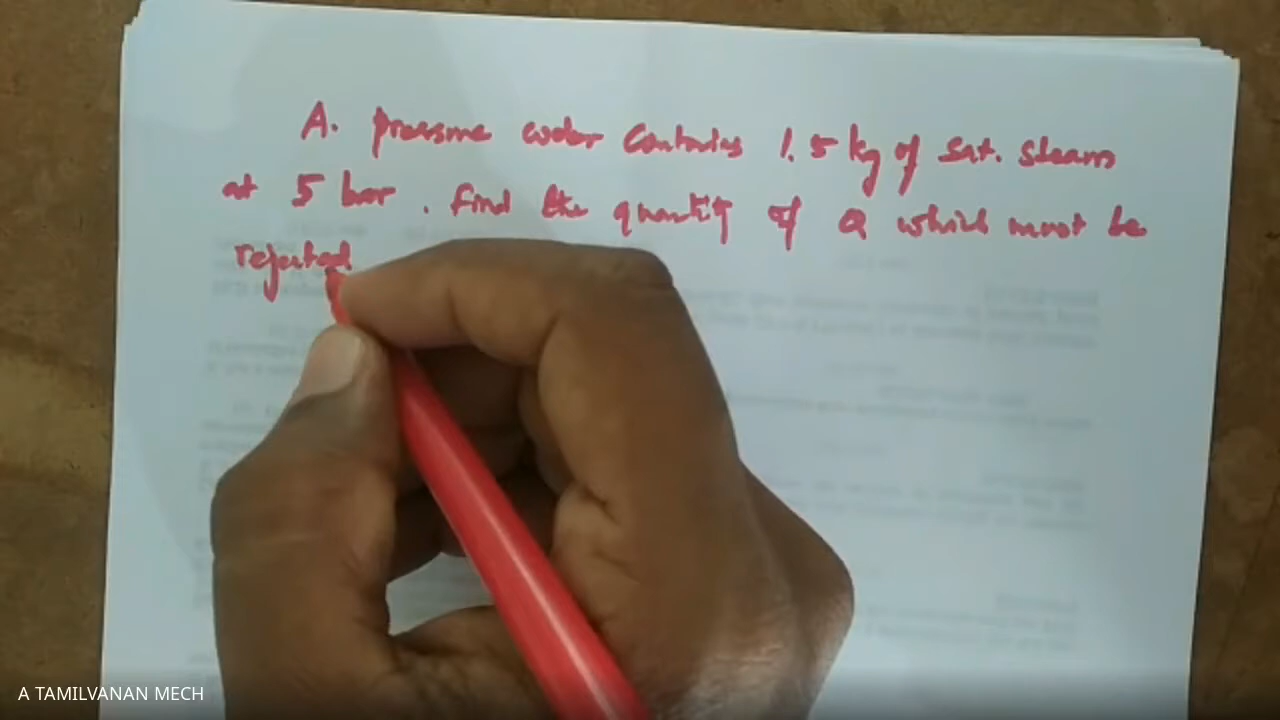 A. pressure cooker contains 1.5 kg of Sat. steam
at 5 bar. find the quantity of Q which must be
rejected
A TAMILVANAN MECH